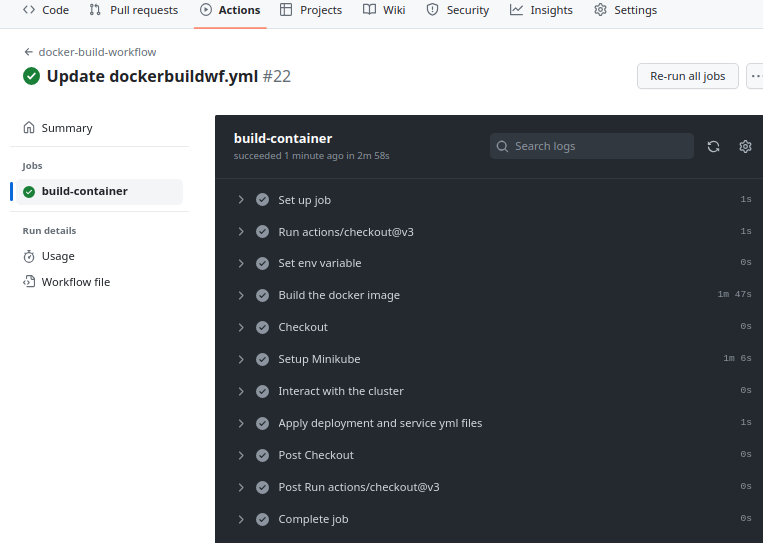 Code Pull requests Actions Projects Wiki Security Insights Settings
docker-build-workflow
Update dockerbuildwf.yml #22
Re-run all jobs ...
Summary
Jobs
build-container
Run details
Usage
Workflow file
build-container
succeeded 1 minute ago in 2m 58s
Search logs
Set up job 1s
Run actions/checkout@v3 1s
Set env variable 0s
Build the docker image 1m 47s
Checkout 0s
Setup Minikube 1m 6s
Interact with the cluster 0s
Apply deployment and service yml files 1s
Post Checkout 0s
Post Run actions/checkout@v3 0s
Complete job 0s